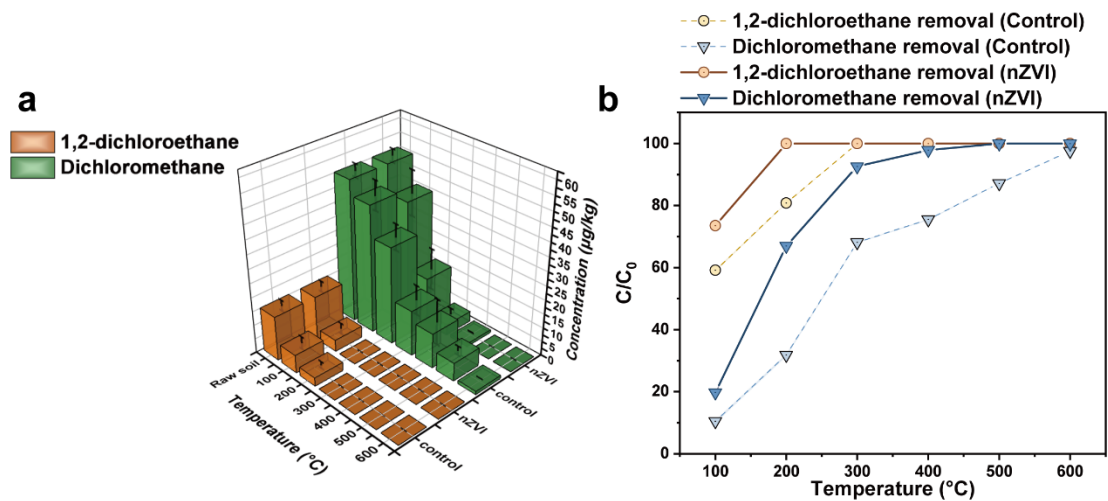 a
1,2-dichloroethane
Dichloromethane
60
55
50
45
40
35
30
25
20
15
10
5
0
Concentration (μg/kg)
Raw soil
100
200
300
400
500
600
Temperature (°C)
control
nZVI
control
nZVI
1,2-dichloroethane removal (Control)
Dichloromethane removal (Control)
1,2-dichloroethane removal (nZVI)
Dichloromethane removal (nZVI)
b
100
80
60
40
20
0
C/C0
100
200
300
400
500
600
Temperature (°C)